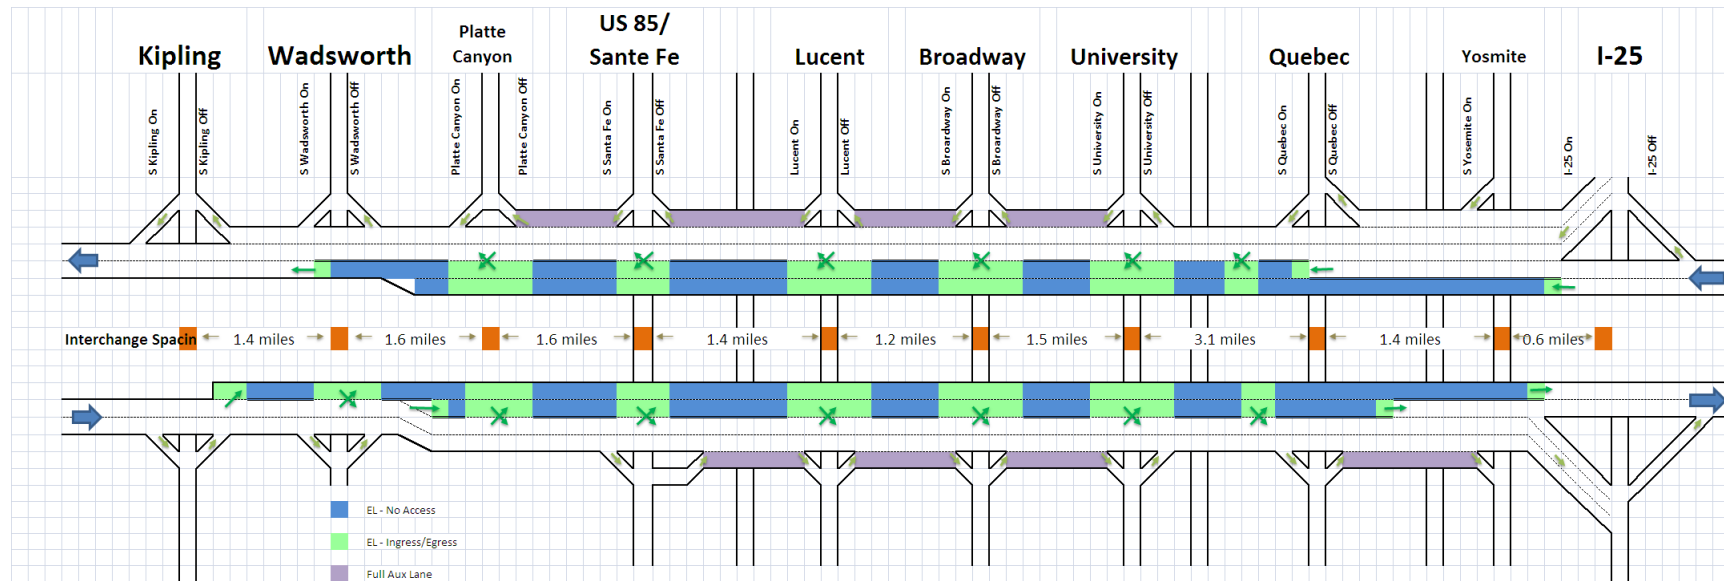 Kipling
Wadsworth
Platte
Canyon
US 85/
Sante Fe
Lucent
Broadway
University
Quebec
Yosmite
I-25
S Kipling On
S Kipling Off
S Wadsworth On
S Wadsworth Off
Platte Canyon On
Platte Canyon Off
S Santa Fe On
S Santa Fe Off
Lucent On
Lucent Off
S Broardway On
S Broadway Off
S University On
S University Off
S Quebec On
S Quebec Off
S Yosemite On
I-25 On
I-25 Off
Interchange Spacin
1.4 miles
1.6 miles
1.6 miles
1.4 miles
1.2 miles
1.5 miles
3.1 miles
1.4 miles
0.6 miles
EL - No Access
EL - Ingress/Egress
Full Aux Lane